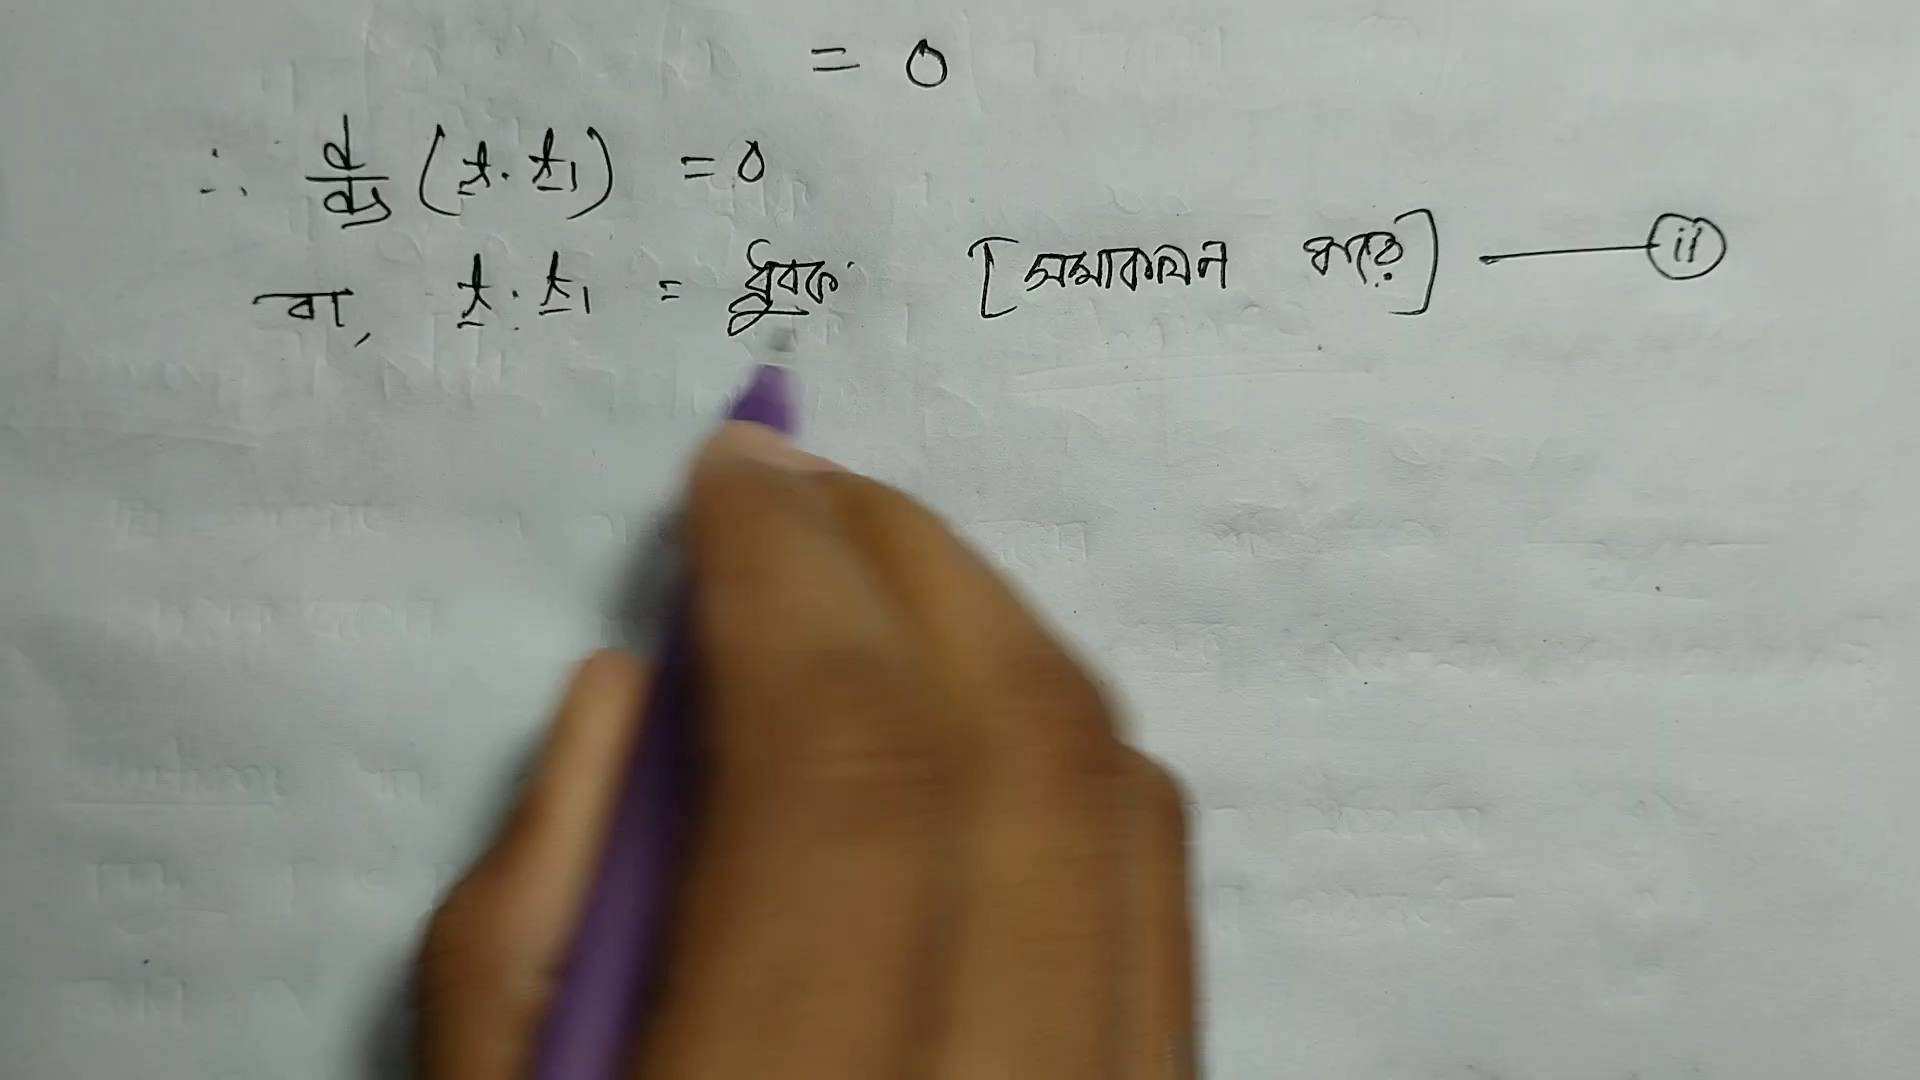 = 0
∴ d/ds (t · t₁) = 0
বা, t · t₁ = ধ্রুবক [সমাকলন করে] —— (ii)